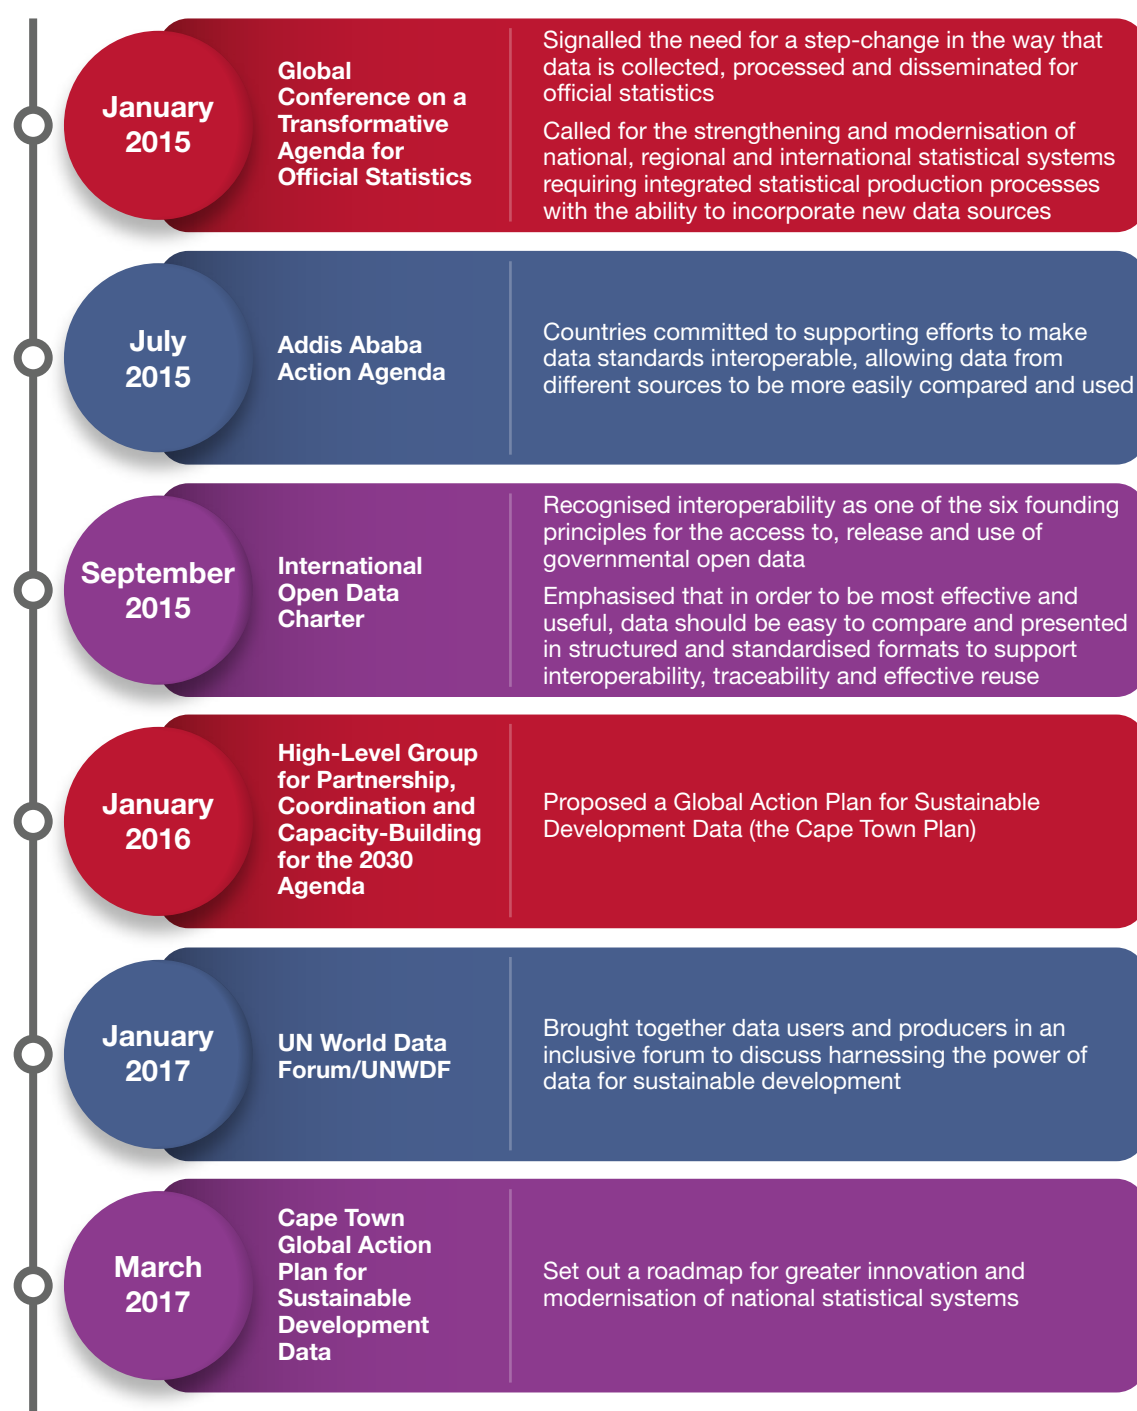 January
2015
Global
Conference on a
Transformative
Agenda for
Official Statistics
Signalled the need for a step-change in the way that
data is collected, processed and disseminated for
official statistics
Called for the strengthening and modernisation of
national, regional and international statistical systems
requiring integrated statistical production processes
with the ability to incorporate new data sources
July
2015
Addis Ababa
Action Agenda
Countries committed to supporting efforts to make
data standards interoperable, allowing data from
different sources to be more easily compared and used
September
2015
International
Open Data
Charter
Recognised interoperability as one of the six founding
principles for the access to, release and use of
governmental open data
Emphasised that in order to be most effective and
useful, data should be easy to compare and presented
in structured and standardised formats to support
interoperability, traceability and effective reuse
January
2016
High-Level Group
for Partnership,
Coordination and
Capacity-Building
for the 2030
Agenda
Proposed a Global Action Plan for Sustainable
Development Data (the Cape Town Plan)
January
2017
UN World Data
Forum/UNWDF
Brought together data users and producers in an
inclusive forum to discuss harnessing the power of
data for sustainable development
March
2017
Cape Town
Global Action
Plan for
Sustainable
Development
Data
Set out a roadmap for greater innovation and
modernisation of national statistical systems